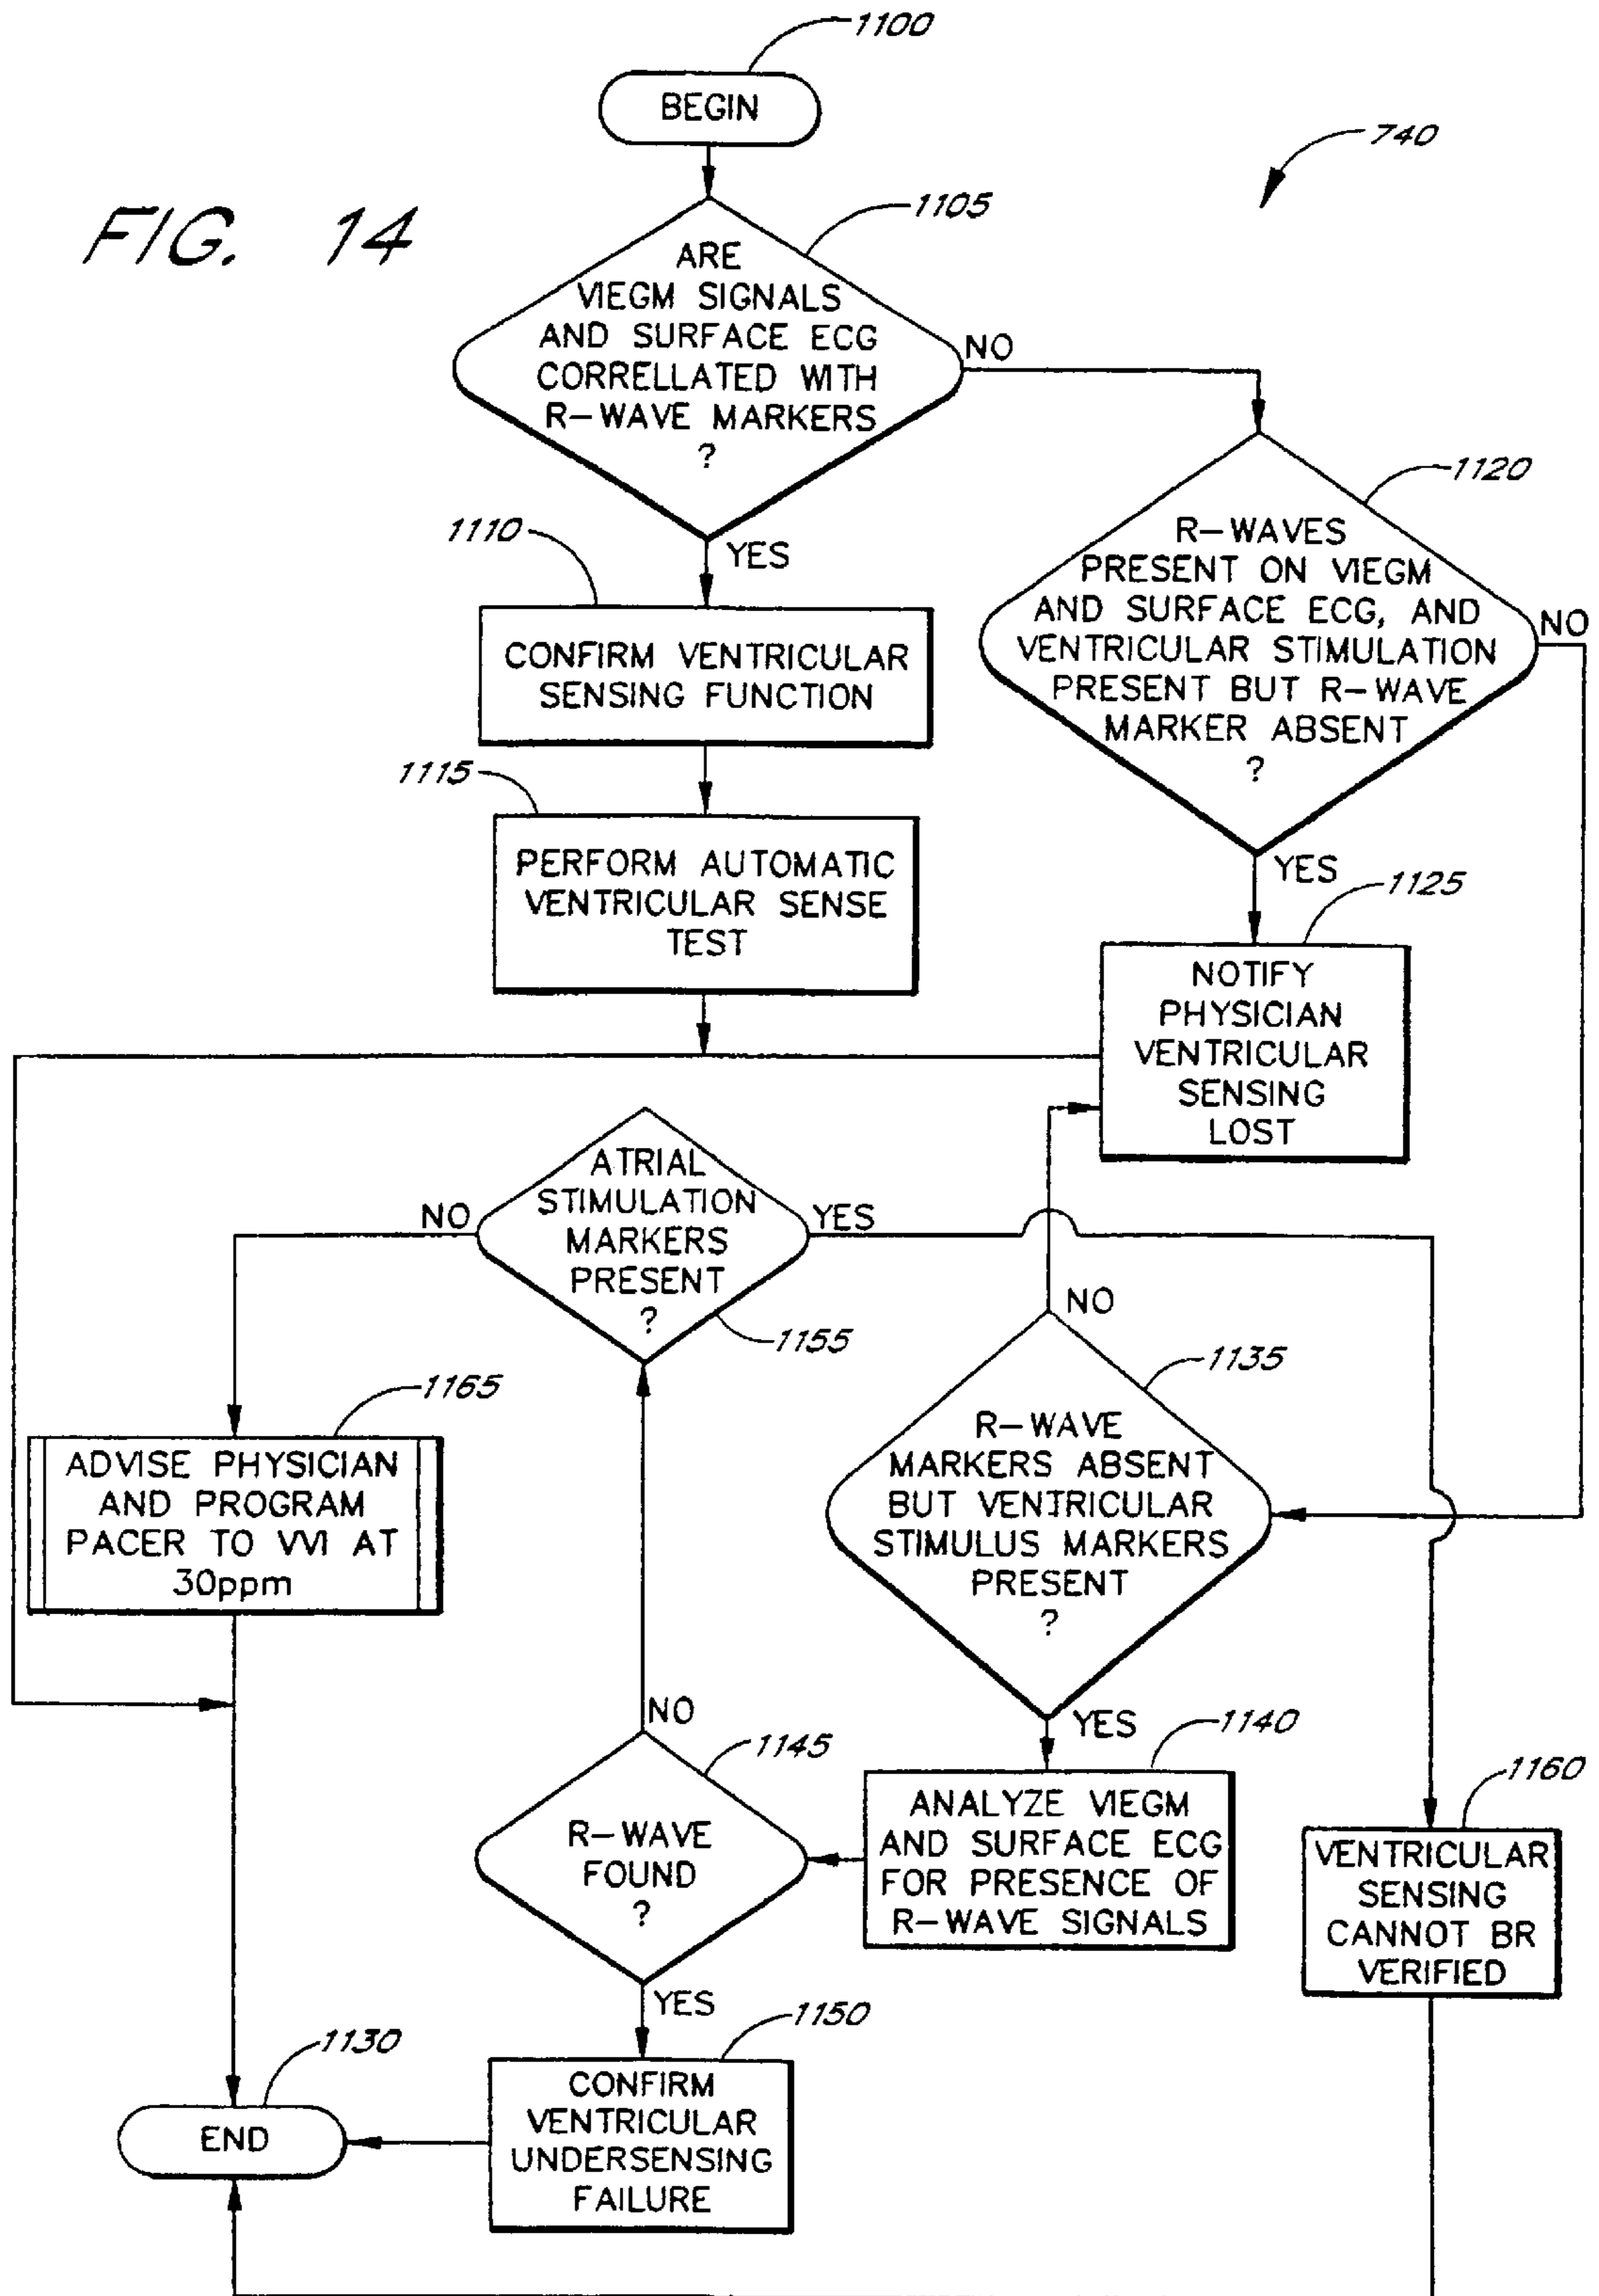 1100
BEGIN
740
FIG. 14
1105
ARE
VIEGM SIGNALS
AND SURFACE ECG
CORRELLATED WITH
R-WAVE MARKERS
?
NO
YES
1120
R-WAVES
PRESENT ON VIEGM
AND SURFACE ECG, AND
VENTRICULAR STIMULATION
PRESENT BUT R-WAVE
MARKER ABSENT
?
NO
YES
1110
CONFIRM VENTRICULAR
SENSING FUNCTION
1115
PERFORM AUTOMATIC
VENTRICULAR SENSE
TEST
1125
NOTIFY
PHYSICIAN
VENTRICULAR
SENSING
LOST
ATRIAL
STIMULATION
MARKERS
PRESENT
?
NO
YES
1155
NO
1135
R-WAVE
MARKERS ABSENT
BUT VENTRICULAR
STIMULUS MARKERS
PRESENT
?
YES
1165
ADVISE PHYSICIAN
AND PROGRAM
PACER TO VVI AT
30ppm
NO
1145
R-WAVE
FOUND
?
YES
1140
ANALYZE VIEGM
AND SURFACE ECG
FOR PRESENCE OF
R-WAVE SIGNALS
1160
VENTRICULAR
SENSING
CANNOT BR
VERIFIED
1130
END
1150
CONFIRM
VENTRICULAR
UNDERSENSING
FAILURE